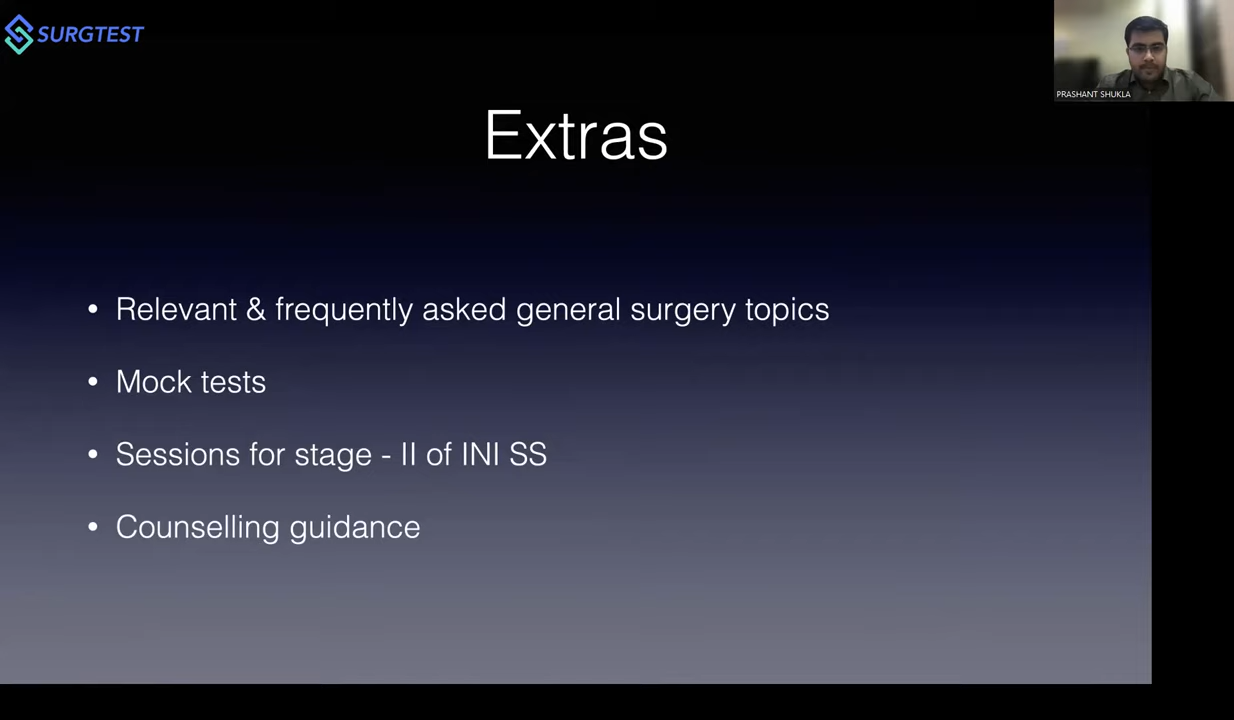 SURGTEST
PRASHANT SHUKLA
Extras
• Relevant & frequently asked general surgery topics
• Mock tests
• Sessions for stage - II of INI SS
• Counselling guidance